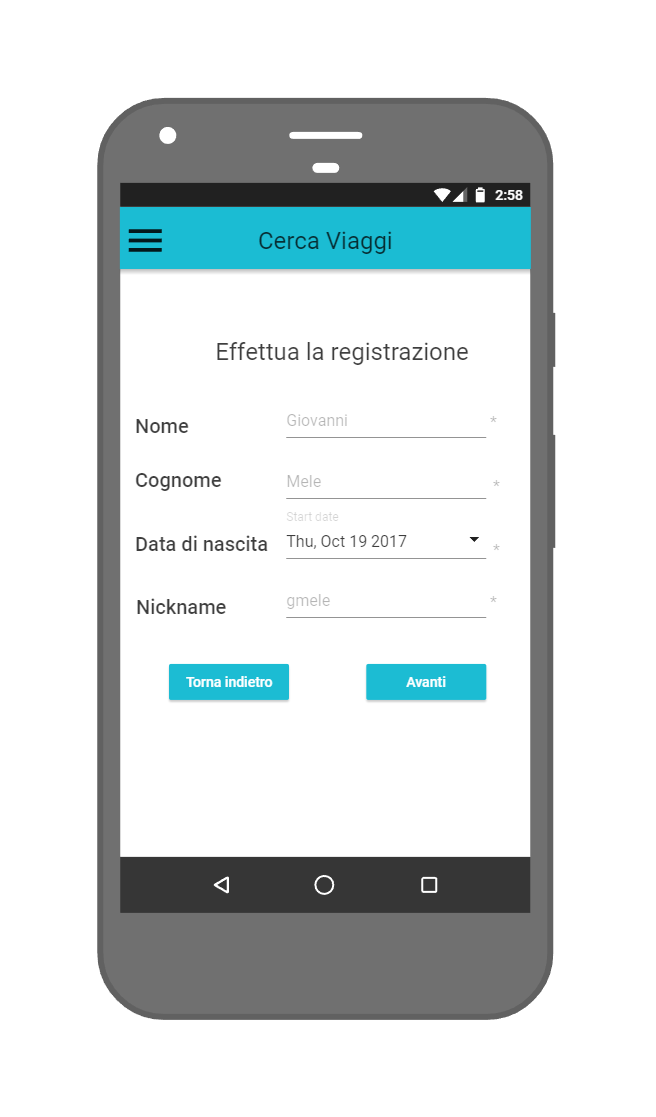 2:58
Cerca Viaggi
Effettua la registrazione
Nome
Giovanni *
Cognome
Mele *
Start date
Data di nascita
Thu, Oct 19 2017 *
Nickname
gmele *
Torna indietro
Avanti